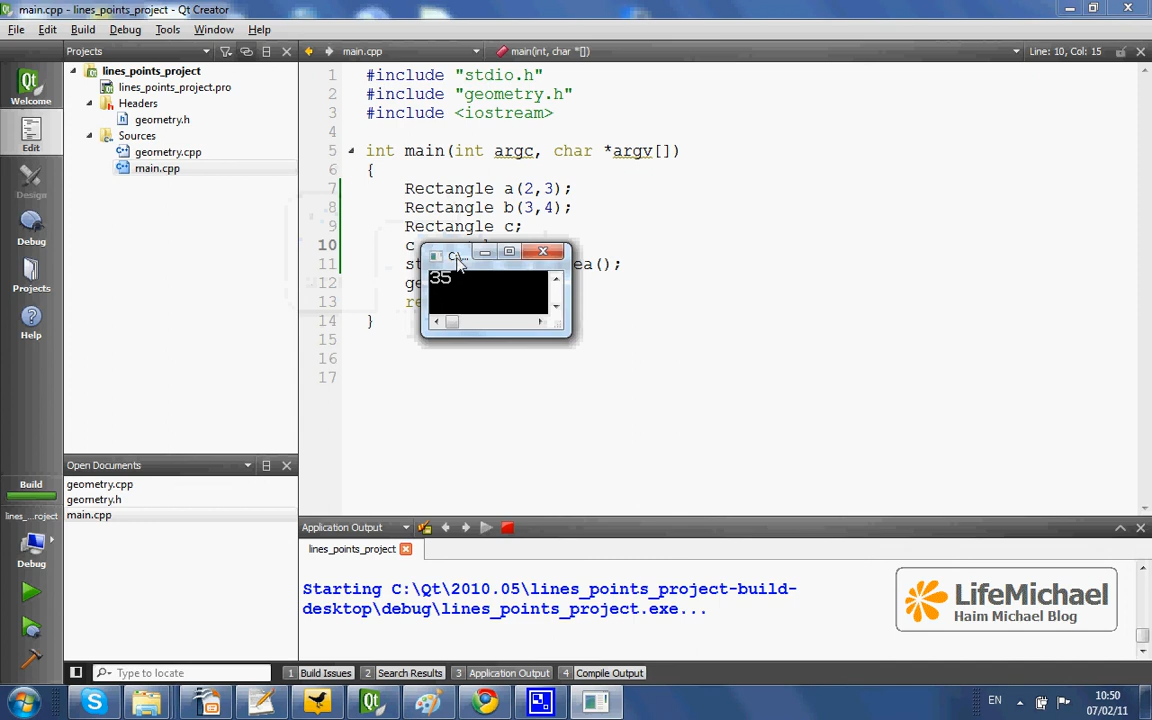 main.cpp - lines_points_project - Qt Creator
File Edit Build Debug Tools Window Help
Projects
main.cpp
main(int, char *[])
Line: 10, Col: 15
Welcome
Edit
Design
Debug
Projects
Help
lines_points_project
lines_points_project.pro
Headers
geometry.h
Sources
geometry.cpp
main.cpp
1 #include "stdio.h"
2 #include "geometry.h"
3 #include <iostream>
4
5 int main(int argc, char *argv[])
6 {
7 Rectangle a(2,3);
8 Rectangle b(3,4);
9 Rectangle c;
10 c
11 st ea();
12 ge
13 re
14 }
15
16
17
C:\...
35
Open Documents
geometry.cpp
geometry.h
main.cpp
Build
lines_...roject
Debug
Application Output
lines_points_project
Starting C:\Qt\2010.05\lines_points_project-build-
desktop\debug\lines_points_project.exe...
LifeMichael
Haim Michael Blog
Type to locate
1 Build Issues 2 Search Results 3 Application Output 4 Compile Output
EN
10:50
07/02/11